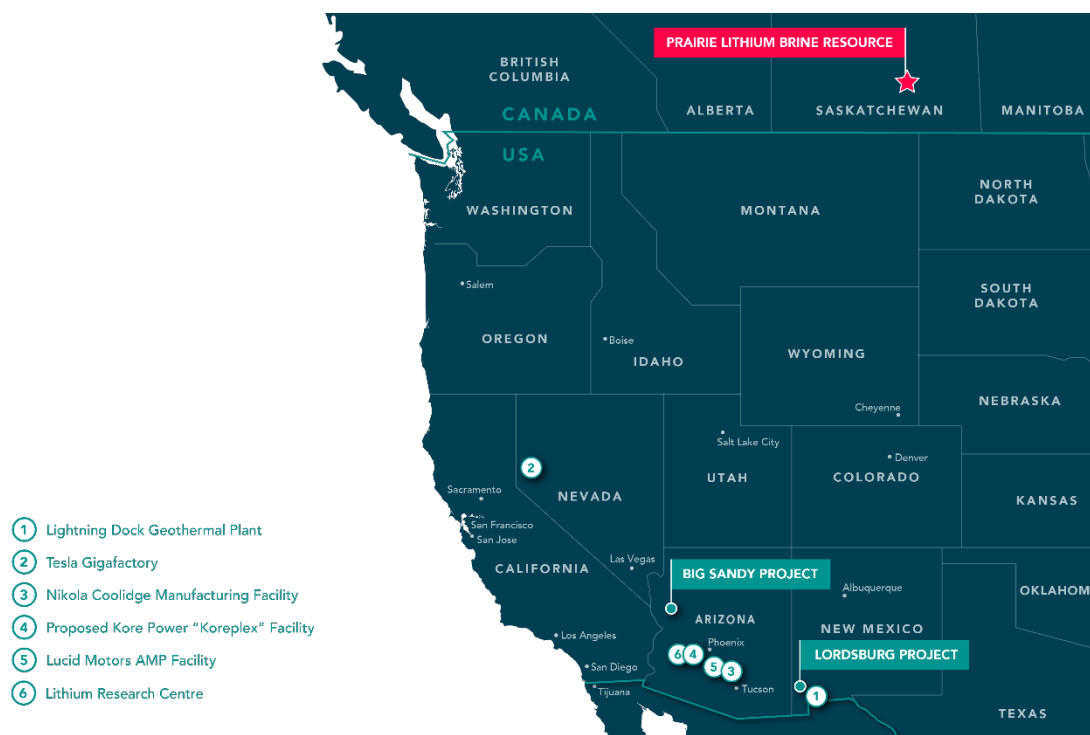 PRAIRIE LITHIUM BRINE RESOURCE
BRITISH
COLUMBIA
ALBERTA
SASKATCHEWAN
MANITOBA
CANADA
USA
WASHINGTON
MONTANA
NORTH
DAKOTA
Salem
OREGON
Boise
IDAHO
SOUTH
DAKOTA
WYOMING
NEBRASKA
Cheyenne
Salt Lake City
Denver
UTAH
COLORADO
KANSAS
2
NEVADA
Sacramento
San Francisco
San Jose
CALIFORNIA
Las Vegas
BIG SANDY PROJECT
Albuquerque
OKLAHOM
ARIZONA
NEW MEXICO
Los Angeles
Phoenix
6
4
5
3
LORDSBURG PROJECT
San Diego
Tijuana
Tucson
1
TEXAS
1 Lightning Dock Geothermal Plant
2 Tesla Gigafactory
3 Nikola Coolidge Manufacturing Facility
4 Proposed Kore Power “Koreplex” Facility
5 Lucid Motors AMP Facility
6 Lithium Research Centre